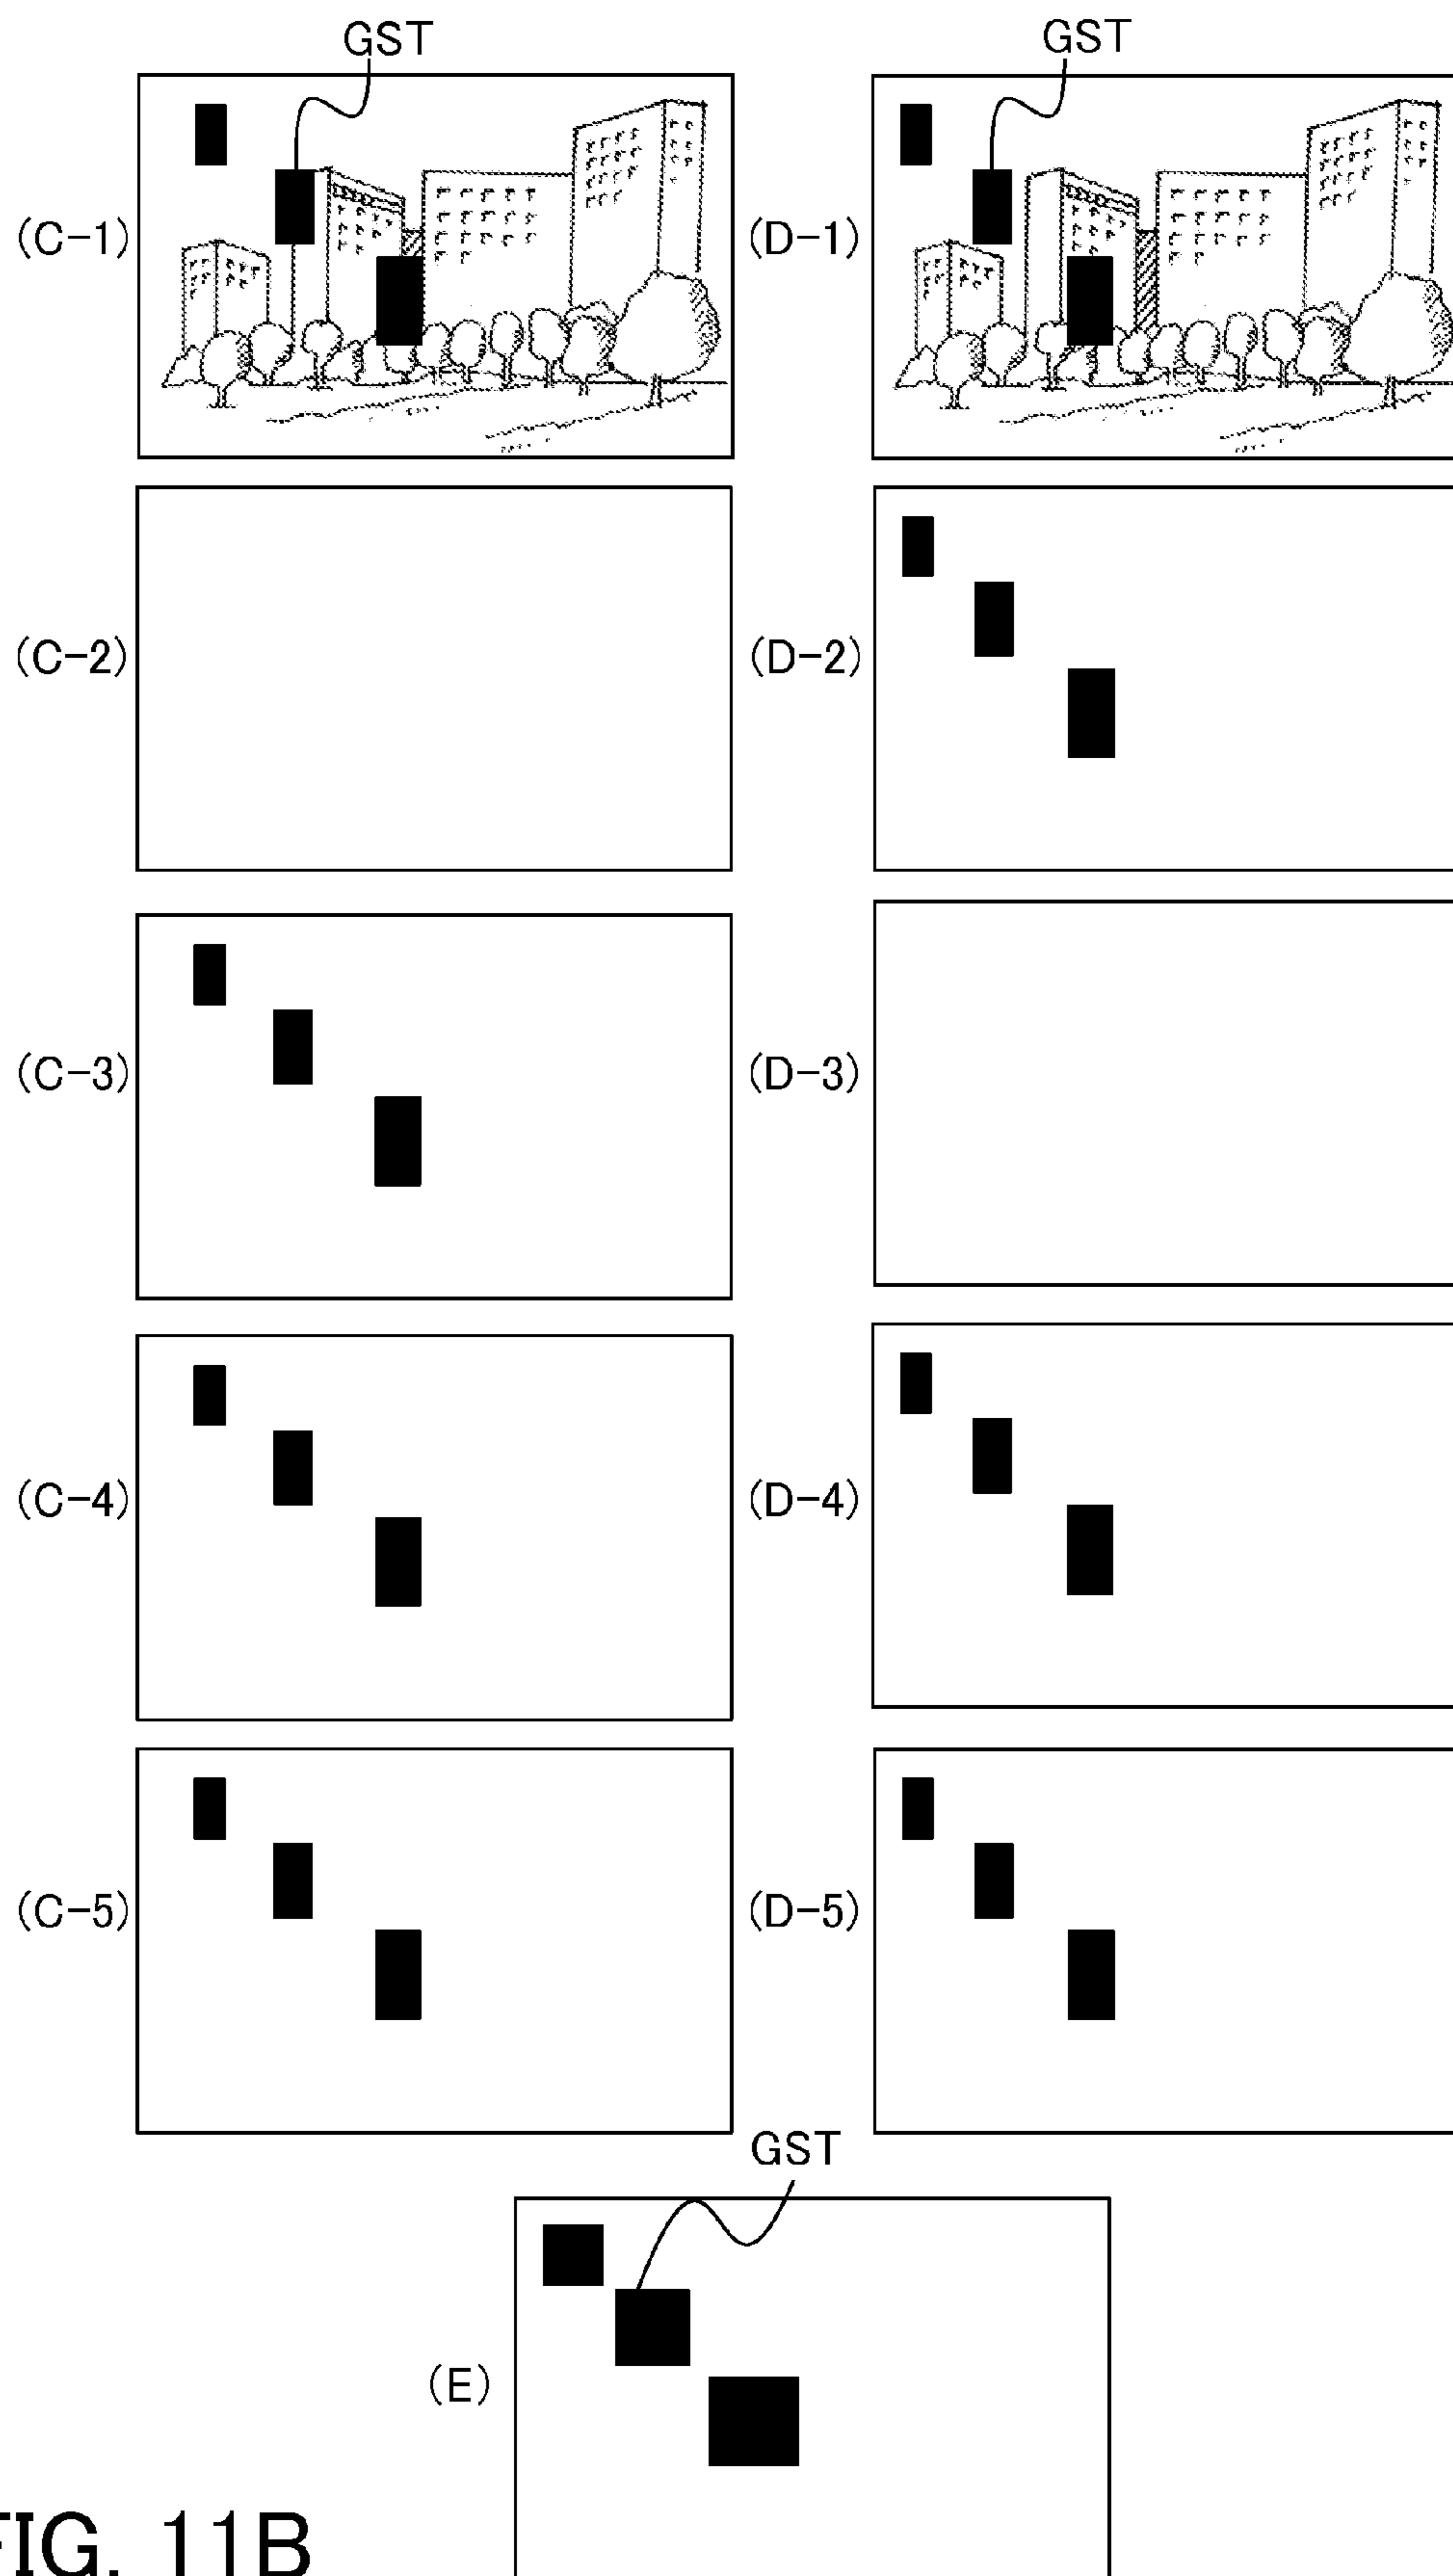 GST GST
(C-1) (D-1)
(C-2) (D-2)
(C-3) (D-3)
(C-4) (D-4)
(C-5) (D-5)
GST
(E)
FIG. 11B